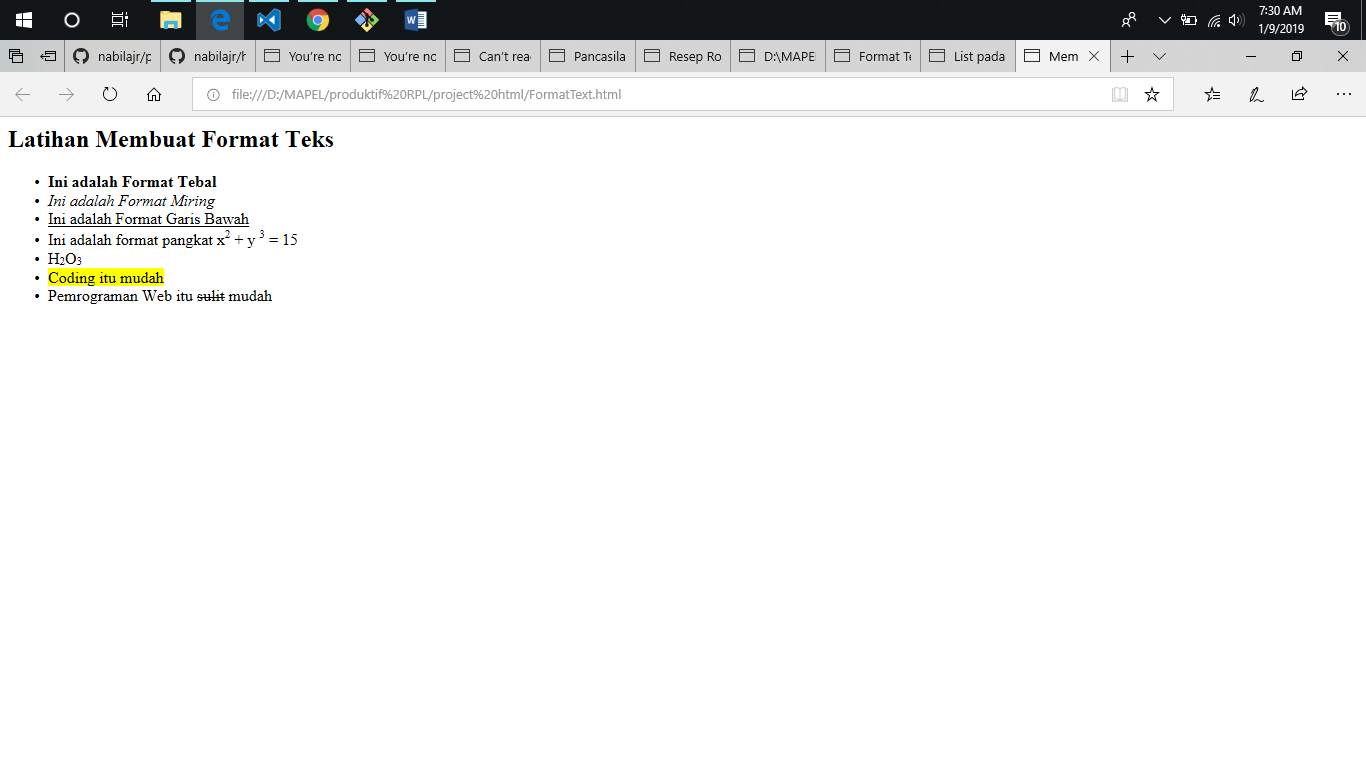 7:30 AM
1/9/2019
10
nabilajr/p
nabilajr/h
You're nc
You're nc
Can't rea
Pancasila
Resep Ro
D:\MAPE
Format Te
List pada
Mem
file:///D:/MAPEL/produktif%20RPL/project%20html/FormatText.html
Latihan Membuat Format Teks
• Ini adalah Format Tebal
• Ini adalah Format Miring
• Ini adalah Format Garis Bawah
• Ini adalah format pangkat x² + y ³ = 15
• H₂O₃
• Coding itu mudah
• Pemrograman Web itu sulit mudah